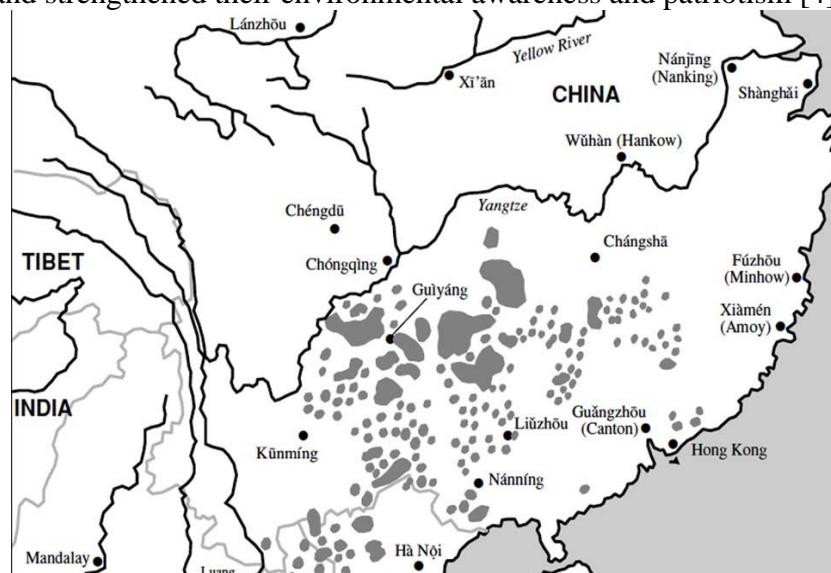 and strengthened their environmental awareness and patriotism [4]
Lánzhōu
Yellow River
Xī’ān
CHINA
Nánjīng
(Nanking)
Shànghǎi
Wǔhàn (Hankow)
Chéngdū
Yangtze
Chángshā
TIBET
Chóngqìng
Guìyáng
Fúzhōu
(Minhow)
Xiàmén
(Amoy)
INDIA
Kūnmíng
Liǔzhōu
Guǎngzhōu
(Canton)
Hong Kong
Nánníng
Mandalay
Luang
Hà Nội